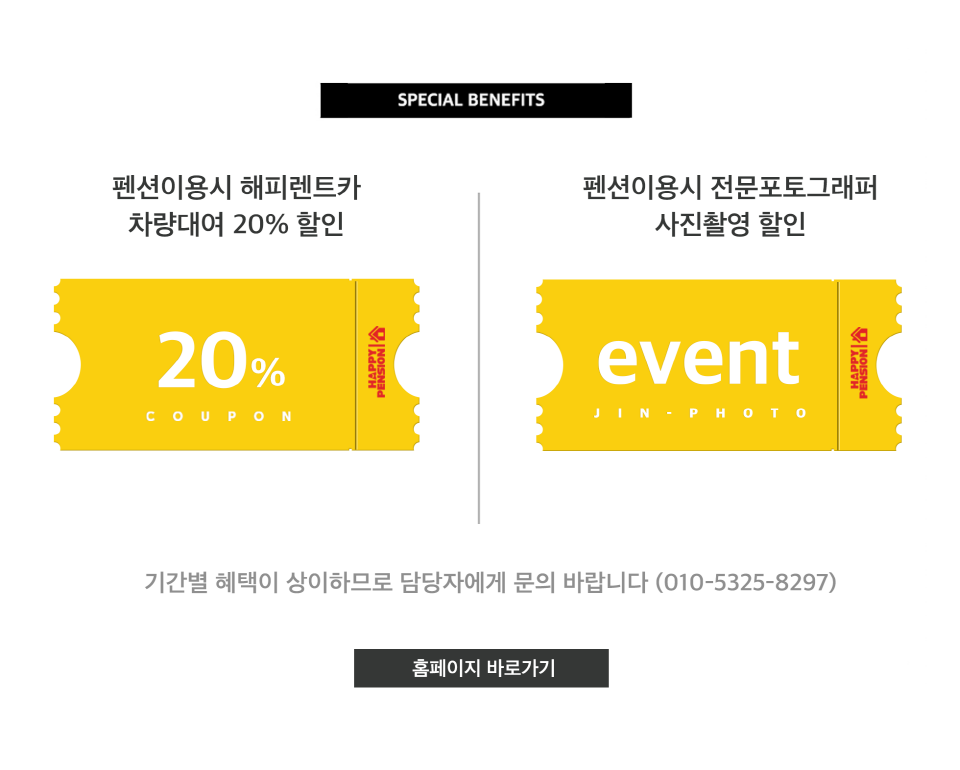 SPECIAL BENEFITS
펜션이용시 해피렌트카
차량대여 20% 할인
20%
COUPON
HAPPY
PENSION
펜션이용시 전문포토그래퍼
사진촬영 할인
event
JIN-PHOTO
HAPPY
PENSION
기간별 혜택이 상이하므로 담당자에게 문의 바랍니다 (010-5325-8297)
홈페이지 바로가기